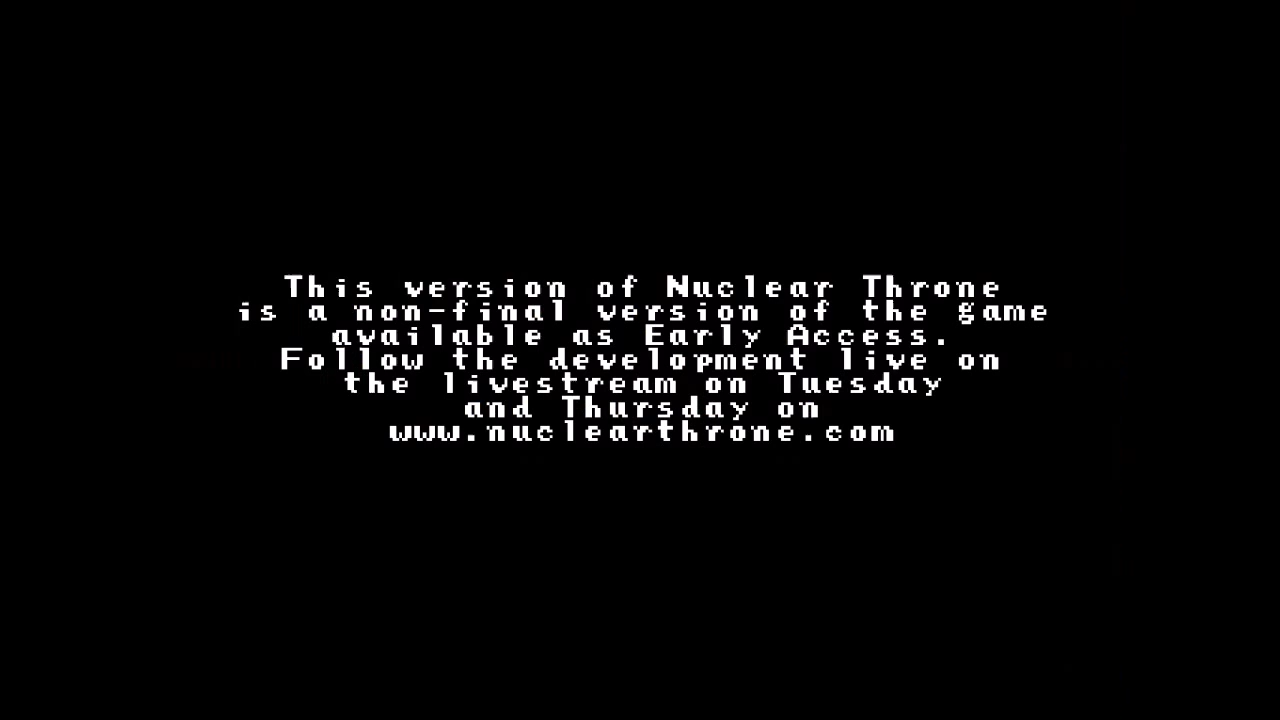 This version of Nuclear Throne
is a non-final version of the game
available as Early Access.
Follow the development live on
the livestream on Tuesday
and Thursday on
www.nuclearthrone.com